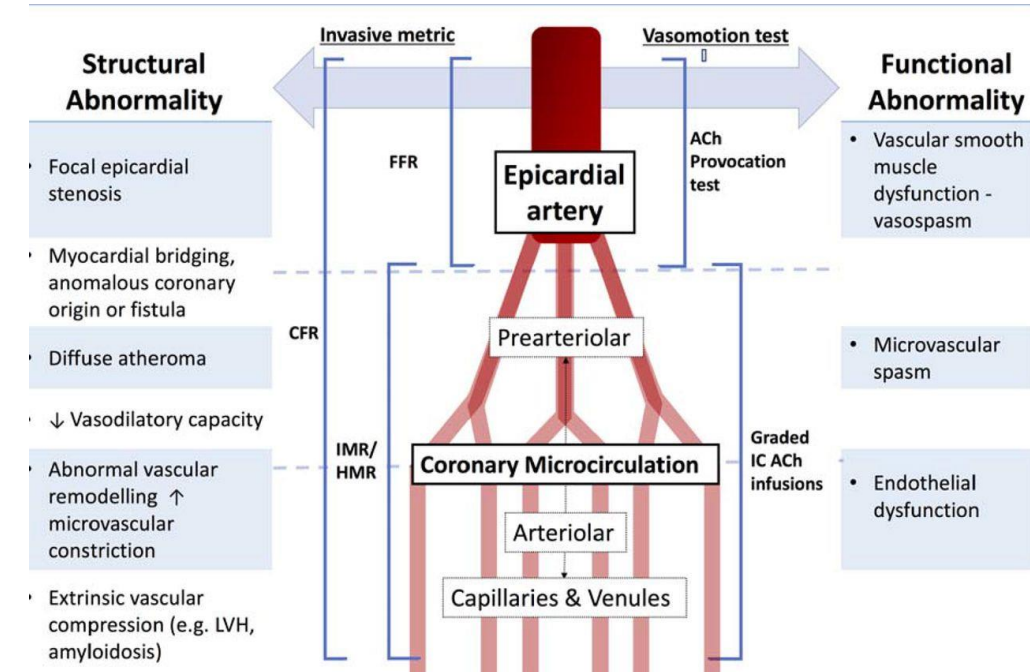 Invasive metric
Vasomotion test
Structural
Abnormality
Functional
Abnormality
• Focal epicardial
stenosis
• Myocardial bridging,
anomalous coronary
origin or fistula
• Diffuse atheroma
• ↓ Vasodilatory capacity
• Abnormal vascular
remodelling ↑
microvascular
constriction
• Extrinsic vascular
compression (e.g. LVH,
amyloidosis)
CFR
FFR
IMR/
HMR
Epicardial
artery
Prearteriolar
Coronary Microcirculation
Arteriolar
Capillaries & Venules
ACh
Provocation
test
Graded
IC ACh
infusions
• Vascular smooth
muscle
dysfunction -
vasospasm
• Microvascular
spasm
• Endothelial
dysfunction